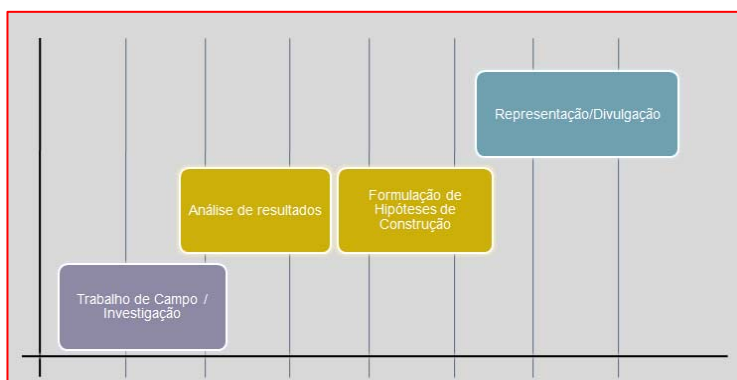 Representação/Divulgação
Análise de resultados
Formulação de
Hipóteses de
Construção
Trabalho de Campo /
Investigação